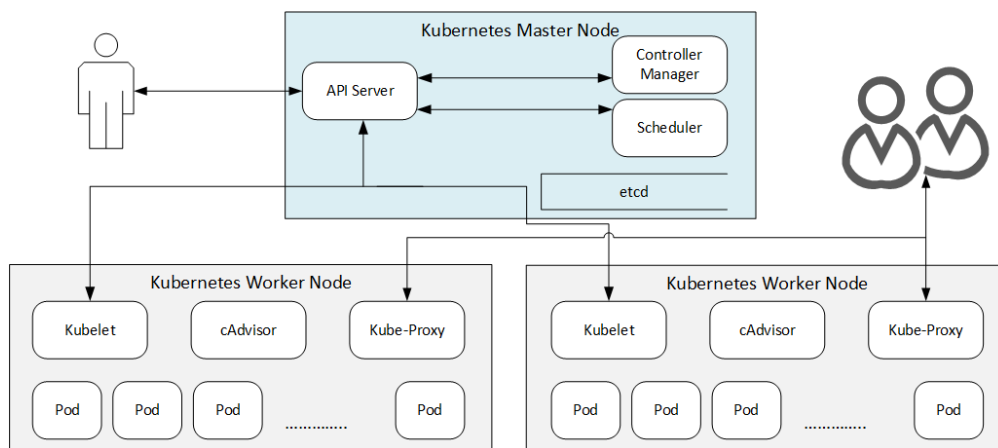 Kubernetes Master Node
API Server
Controller
Manager
Scheduler
etcd
Kubernetes Worker Node
Kubelet
cAdvisor
Kube-Proxy
Pod
Pod
Pod
.............
Pod
Kubernetes Worker Node
Kubelet
cAdvisor
Kube-Proxy
Pod
Pod
Pod
.............
Pod